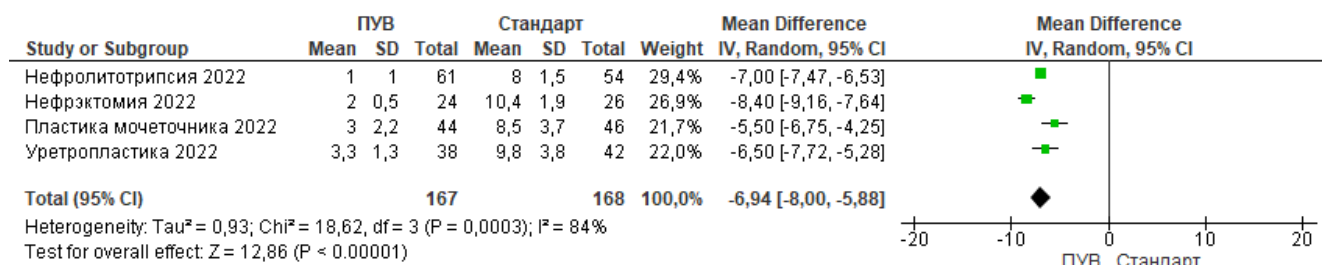 ПУВ Стандарт Mean Difference Mean Difference
Study or Subgroup Mean SD Total Mean SD Total Weight IV, Random, 95% CI IV, Random, 95% CI
Нефролитотрипсия 2022 1 1 61 8 1,5 54 29,4% -7,00 [-7,47, -6,53]
Нефрэктомия 2022 2 0,5 24 10,4 1,9 26 26,9% -8,40 [-9,16, -7,64]
Пластика мочеточника 2022 3 2,2 44 8,5 3,7 46 21,7% -5,50 [-6,75, -4,25]
Уретропластика 2022 3,3 1,3 38 9,8 3,8 42 22,0% -6,50 [-7,72, -5,28]
Total (95% CI) 167 168 100,0% -6,94 [-8,00, -5,88]
Heterogeneity: Tau² = 0,93; Chi² = 18,62, df = 3 (P = 0,0003); I² = 84%
Test for overall effect: Z = 12,86 (P < 0.00001)
-20 -10 0 10 20
ПУВ Стандарт